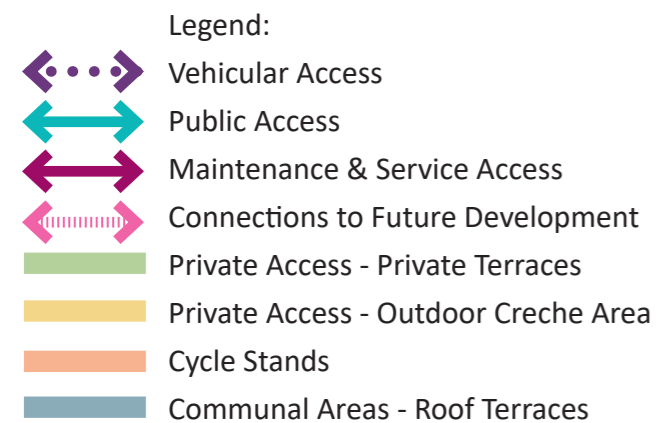 Legend:
Vehicular Access
Public Access
Maintenance & Service Access
Connections to Future Development
Private Access - Private Terraces
Private Access - Outdoor Creche Area
Cycle Stands
Communal Areas - Roof Terraces